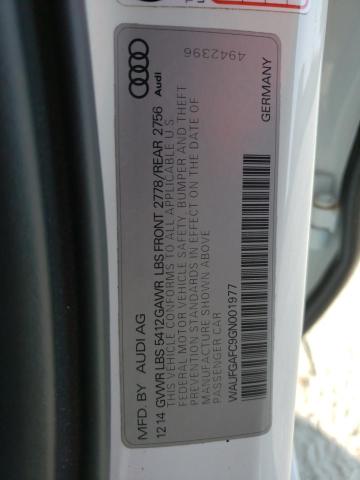 MFD. BY AUDI AG
4942396
Audi
12 14 GVWR LBS 5412GAWR LBS FRONT 2778/REAR 2756
THIS VEHICLE CONFORMS TO ALL APPLICABLE U S
FEDERAL MOTOR VEHICLE SAFETY, BUMPER AND THEFT
PREVENTION STANDARDS IN EFFECT ON THE DATE OF
MANUFACTURE SHOWN ABOVE
PASSENGER CAR
WAUFGAFC9GN001977
GERMANY